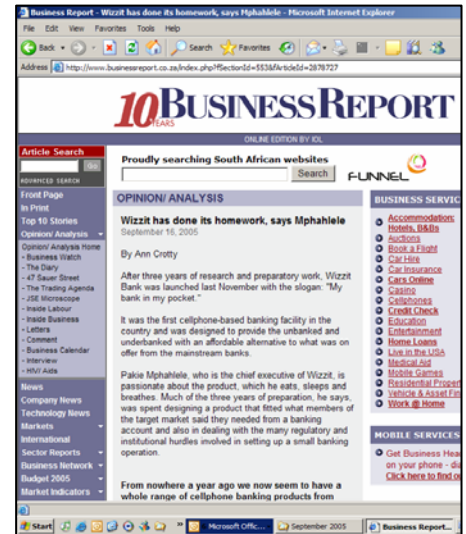 Business Report - Wizzit has done its homework, says Mphahlele - Microsoft Internet Explorer
File Edit View Favorites Tools Help
Back Search Favorites
Address http://www.businessreport.co.za/index.php?fSectionId=553&fArticleId=2878727
10 YEARS BUSINESS REPORT
ONLINE EDITION BY IOL
Article Search
Go
ADVANCED SEARCH
Front Page
In Print
Top 10 Stories
Opinion/ Analysis
Opinion/ Analysis Home
- Business Watch
- The Diary
- 47 Sauer Street
- The Trading Agenda
- JSE Microscope
- Inside Labour
- Inside Business
- Letters
- Comment
- Business Calendar
- Interview
- HIV/ Aids
News
Company News
Technology News
Markets
International
Sector Reports
Business Network
Budget 2005
Market Indicators
Proudly searching South African websites
Search
FUNNEL
OPINION/ ANALYSIS
Wizzit has done its homework, says Mphahlele
September 16, 2005
By Ann Crotty
After three years of research and preparatory work, Wizzit
Bank was launched last November with the slogan: "My
bank in my pocket."
It was the first cellphone-based banking facility in the
country and was designed to provide the unbanked and
underbanked with an affordable alternative to what was on
offer from the mainstream banks.
Pakie Mphahlele, who is the chief executive of Wizzit, is
passionate about the product, which he eats, sleeps and
breathes. Much of the three years of preparation, he says,
was spent designing a product that fitted what members of
the target market said they needed from a banking
account and also in dealing with the many regulatory and
institutional hurdles involved in setting up a small banking
operation.
From nowhere a year ago we now seem to have a
whole range of cellphone banking products from
BUSINESS SERVIC
Accommodation:
Hotels, B&Bs
Auctions
Book a Flight
Car Hire
Car Insurance
Cars Online
Casino
Cellphones
Credit Check
Education
Entertainment
Home Loans
Live in the USA
Medical Aid
Mobile Games
Residential Proper
Vehicle & Asset Fin
Work @ Home
MOBILE SERVICES
Get Business Hea
on your phone - di
Click here to find o
Start
Microsoft Offic...
September 2005
Business Report...